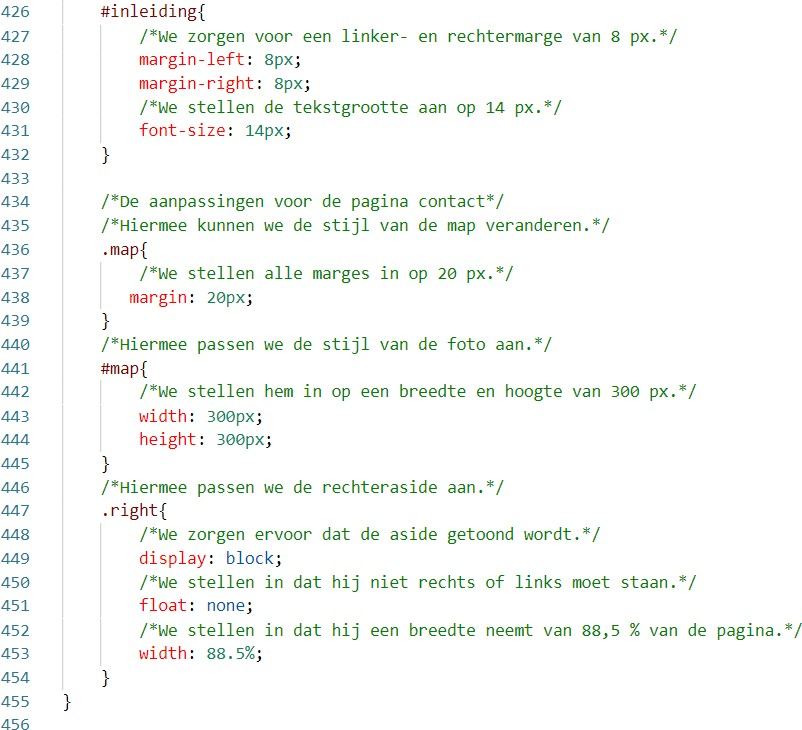 426 #inleiding{
427 /*We zorgen voor een linker- en rechtermarge van 8 px.*/
428 margin-left: 8px;
429 margin-right: 8px;
430 /*We stellen de tekstgrootte aan op 14 px.*/
431 font-size: 14px;
432 }
433
434 /*De aanpassingen voor de pagina contact*/
435 /*Hiermee kunnen we de stijl van de map veranderen.*/
436 .map{
437 /*We stellen alle marges in op 20 px.*/
438 margin: 20px;
439 }
440 /*Hiermee passen we de stijl van de foto aan.*/
441 #map{
442 /*We stellen hem in op een breedte en hoogte van 300 px.*/
443 width: 300px;
444 height: 300px;
445 }
446 /*Hiermee passen we de rechteraside aan.*/
447 .right{
448 /*We zorgen ervoor dat de aside getoond wordt.*/
449 display: block;
450 /*We stellen in dat hij niet rechts of links moet staan.*/
451 float: none;
452 /*We stellen in dat hij een breedte neemt van 88,5 % van de pagina.*/
453 width: 88.5%;
454 }
455 }
456